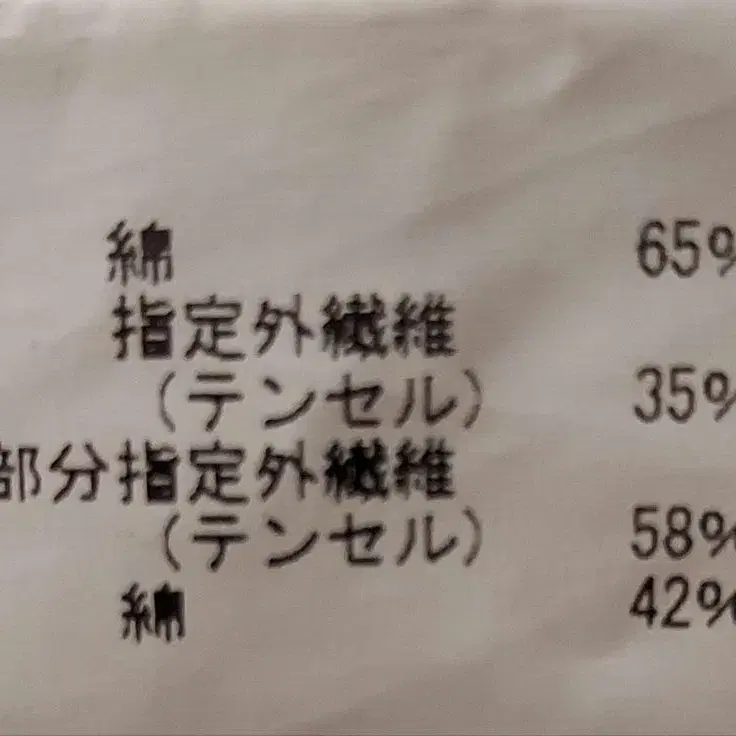 綿 65%
指定外繊維
(テンセル) 35%
部分指定外繊維
(テンセル) 58%
綿 42%